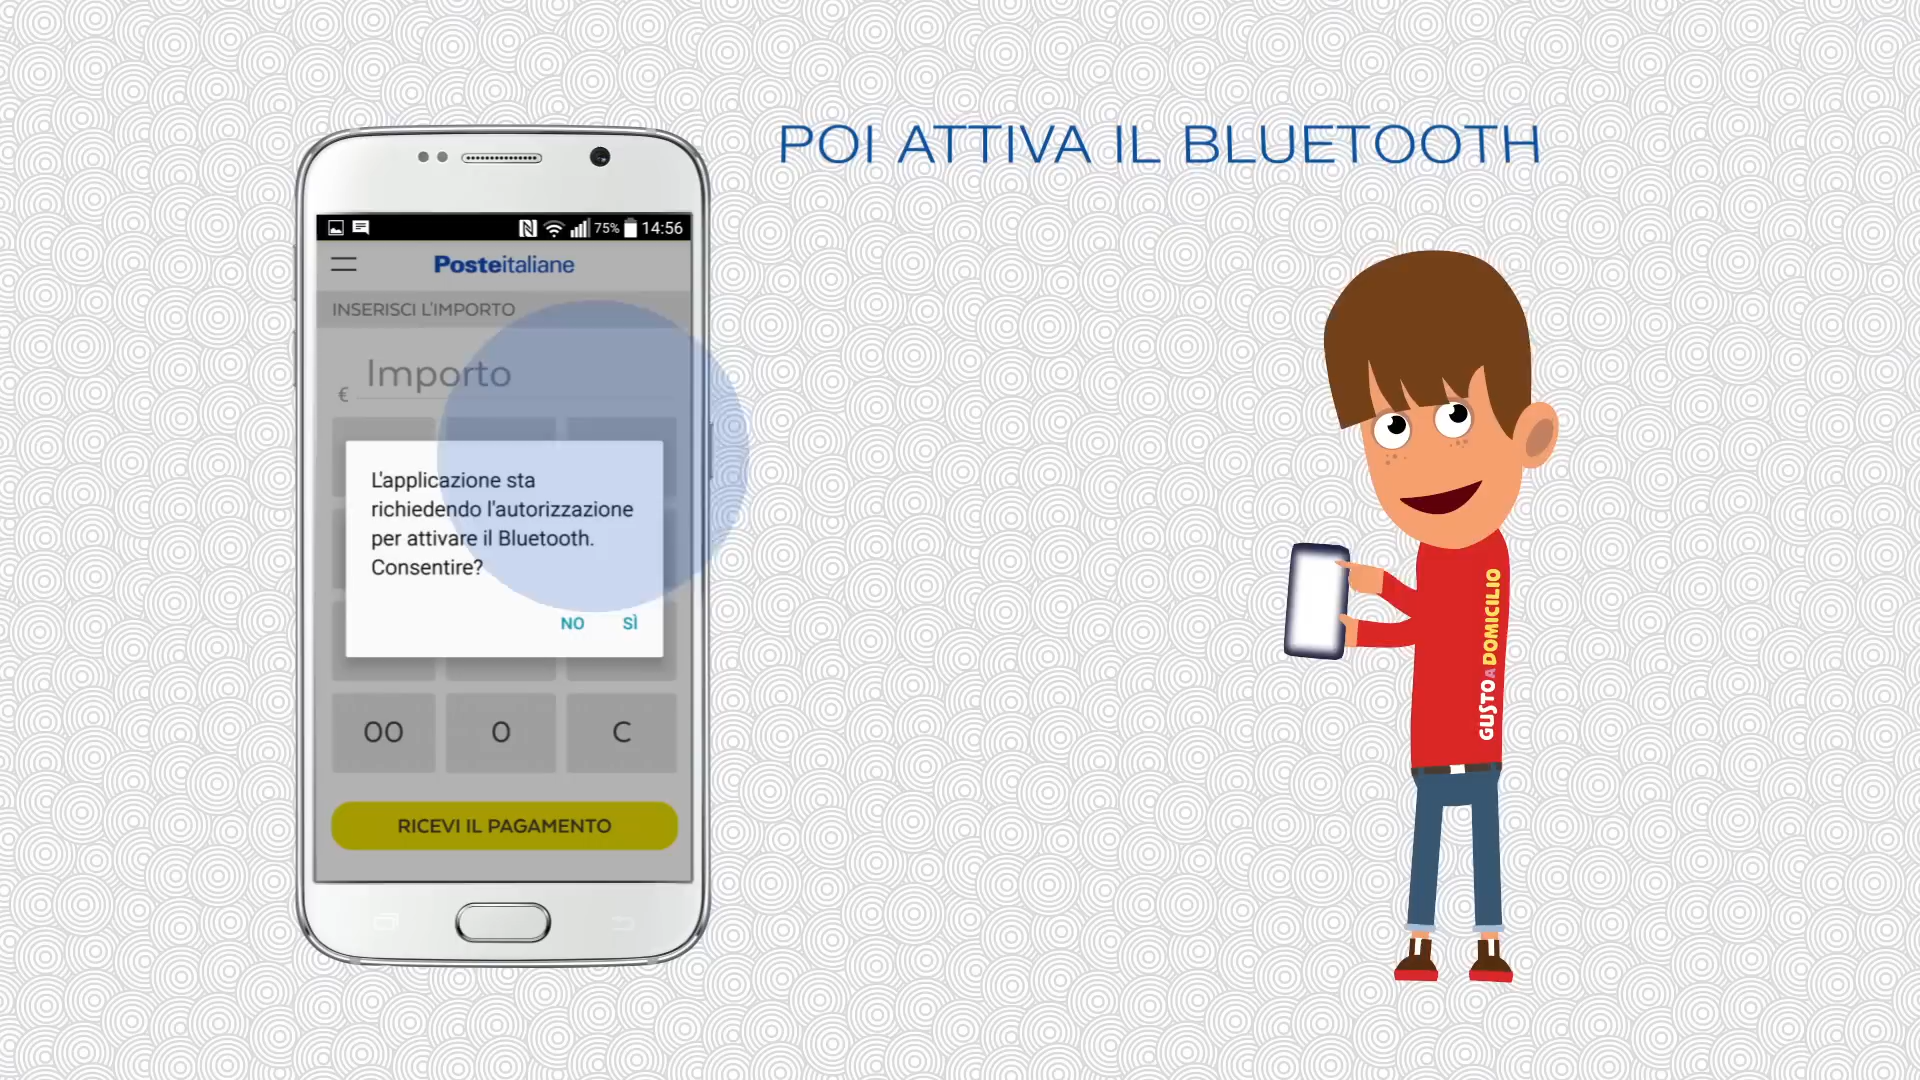 POI ATTIVA IL BLUETOOTH
75% 14:56
Posteitaliane
INSERISCI L'IMPORTO
€ Importo
L'applicazione sta
richiedendo l'autorizzazione
per attivare il Bluetooth.
Consentire?
NO SÌ
00 0 C
RICEVI IL PAGAMENTO
GUSTO A DOMICILIO